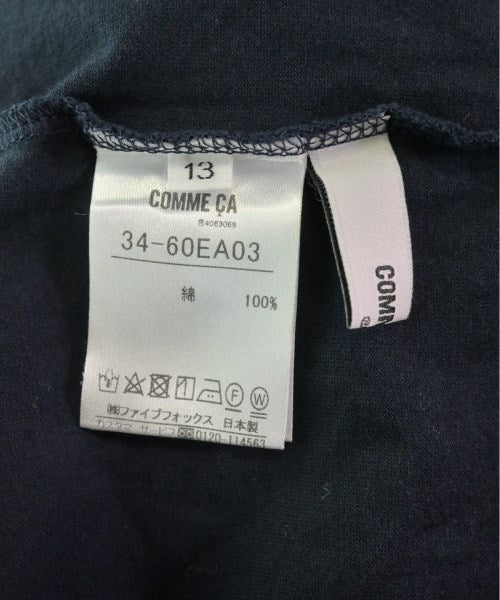 13
COMME ÇA
Ⓡ4083069
34-60EA03
綿 100%
F W
㈱ファイブフォックス 日本製
カスタマーサービス 0120-114563
COMM